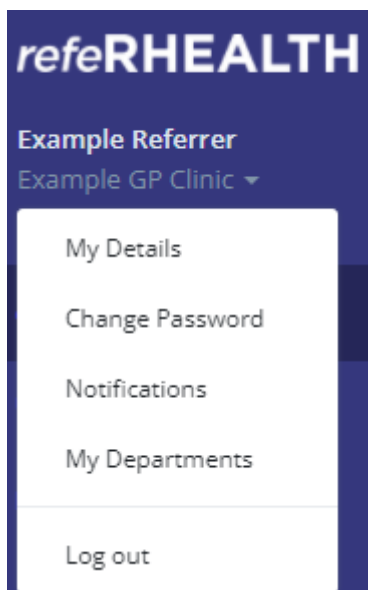 refeRHEALTH
Example Referrer
Example GP Clinic
My Details
Change Password
Notifications
My Departments
Log out